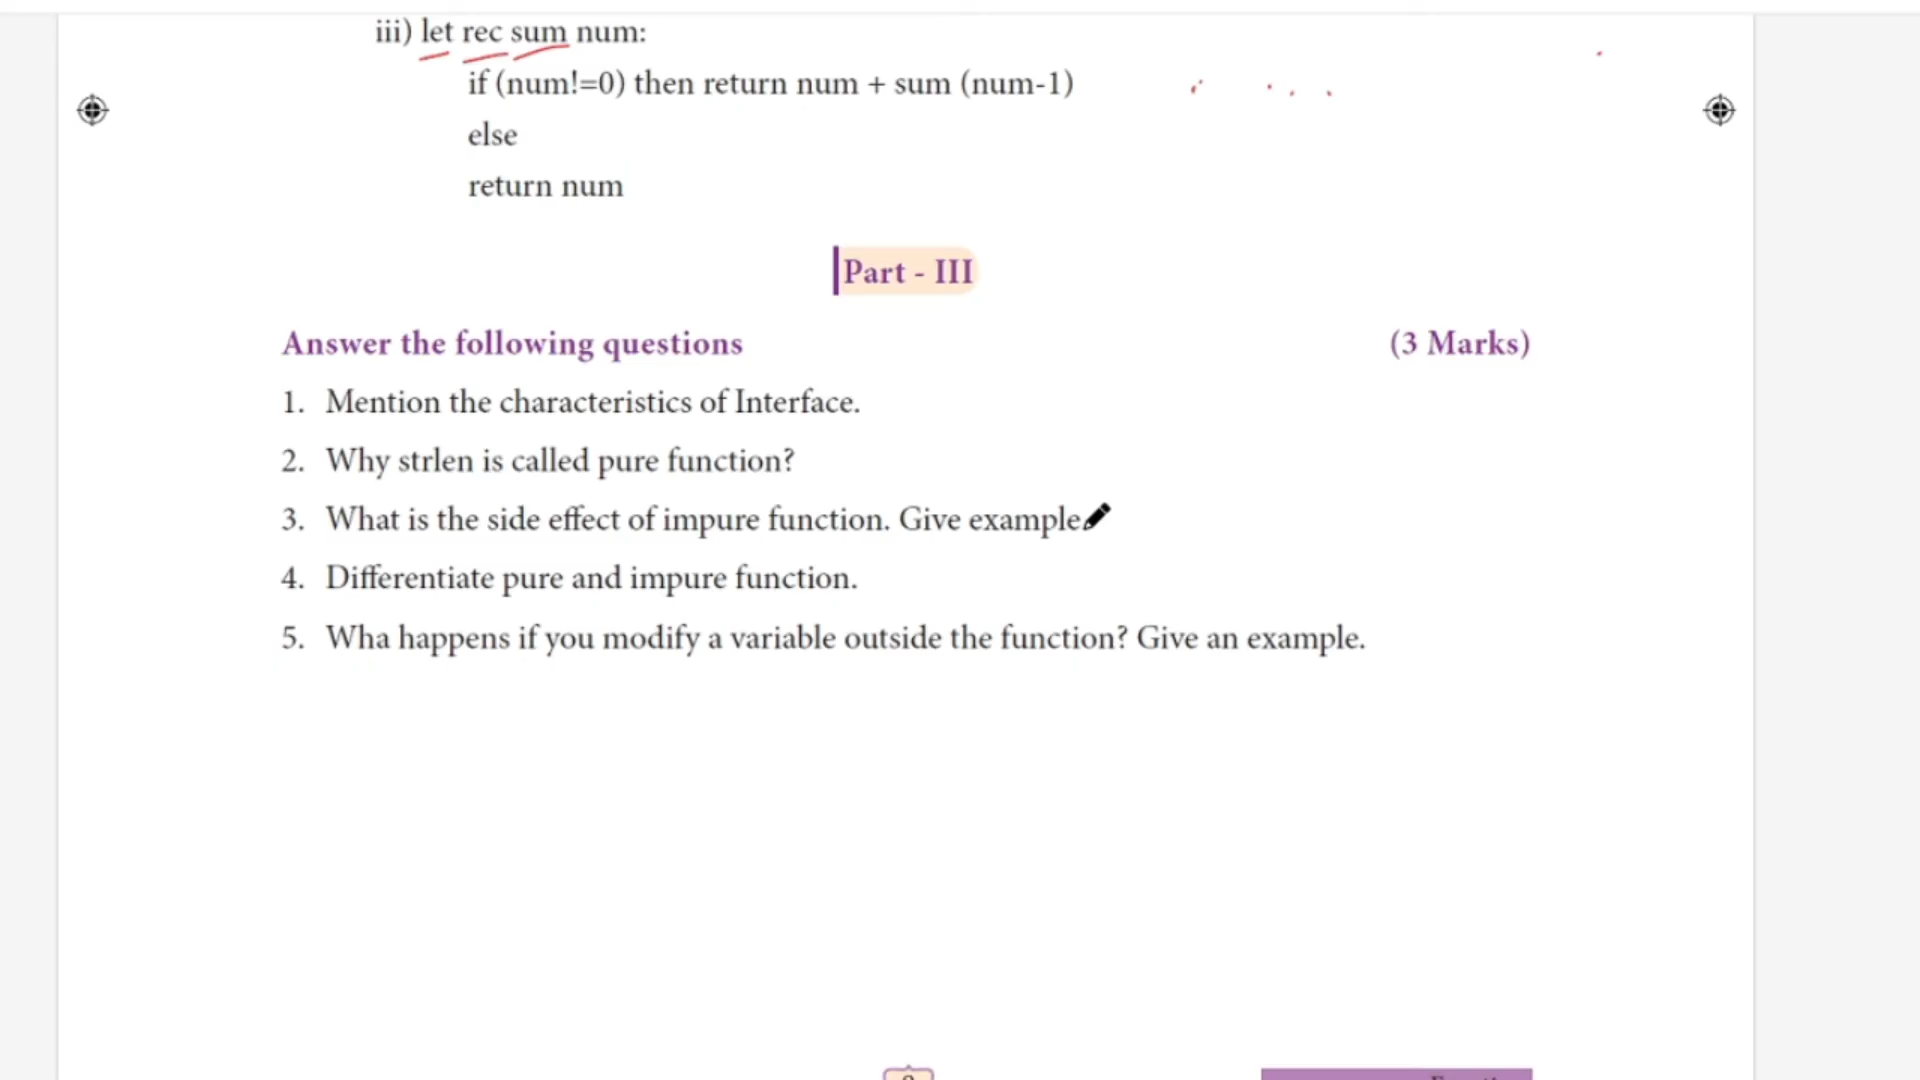 iii) let rec sum num:
if (num!=0) then return num + sum (num-1)
else
return num
Part - III
Answer the following questions (3 Marks)
1. Mention the characteristics of Interface.
2. Why strlen is called pure function?
3. What is the side effect of impure function. Give example
4. Differentiate pure and impure function.
5. Wha happens if you modify a variable outside the function? Give an example.